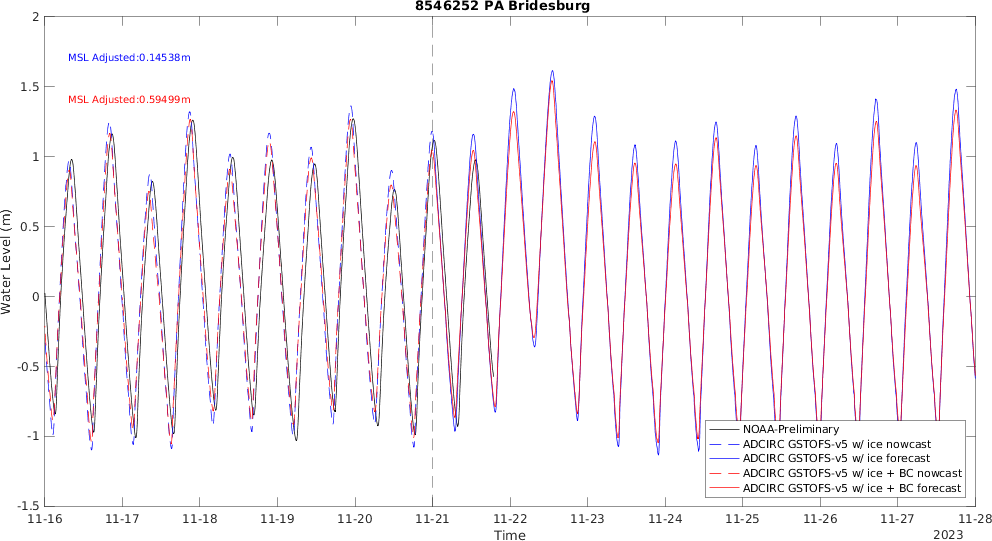 8546252 PA Bridesburg
MSL Adjusted:0.14538m
MSL Adjusted:0.59499m
Water Level (m)
2
1.5
1
0.5
0
-0.5
-1
-1.5
NOAA-Preliminary
ADCIRC GSTOFS-v5 w/ ice nowcast
ADCIRC GSTOFS-v5 w/ ice forecast
ADCIRC GSTOFS-v5 w/ ice + BC nowcast
ADCIRC GSTOFS-v5 w/ ice + BC forecast
11-16 11-17 11-18 11-19 11-20 11-21 11-22 11-23 11-24 11-25 11-26 11-27 11-28
Time
2023